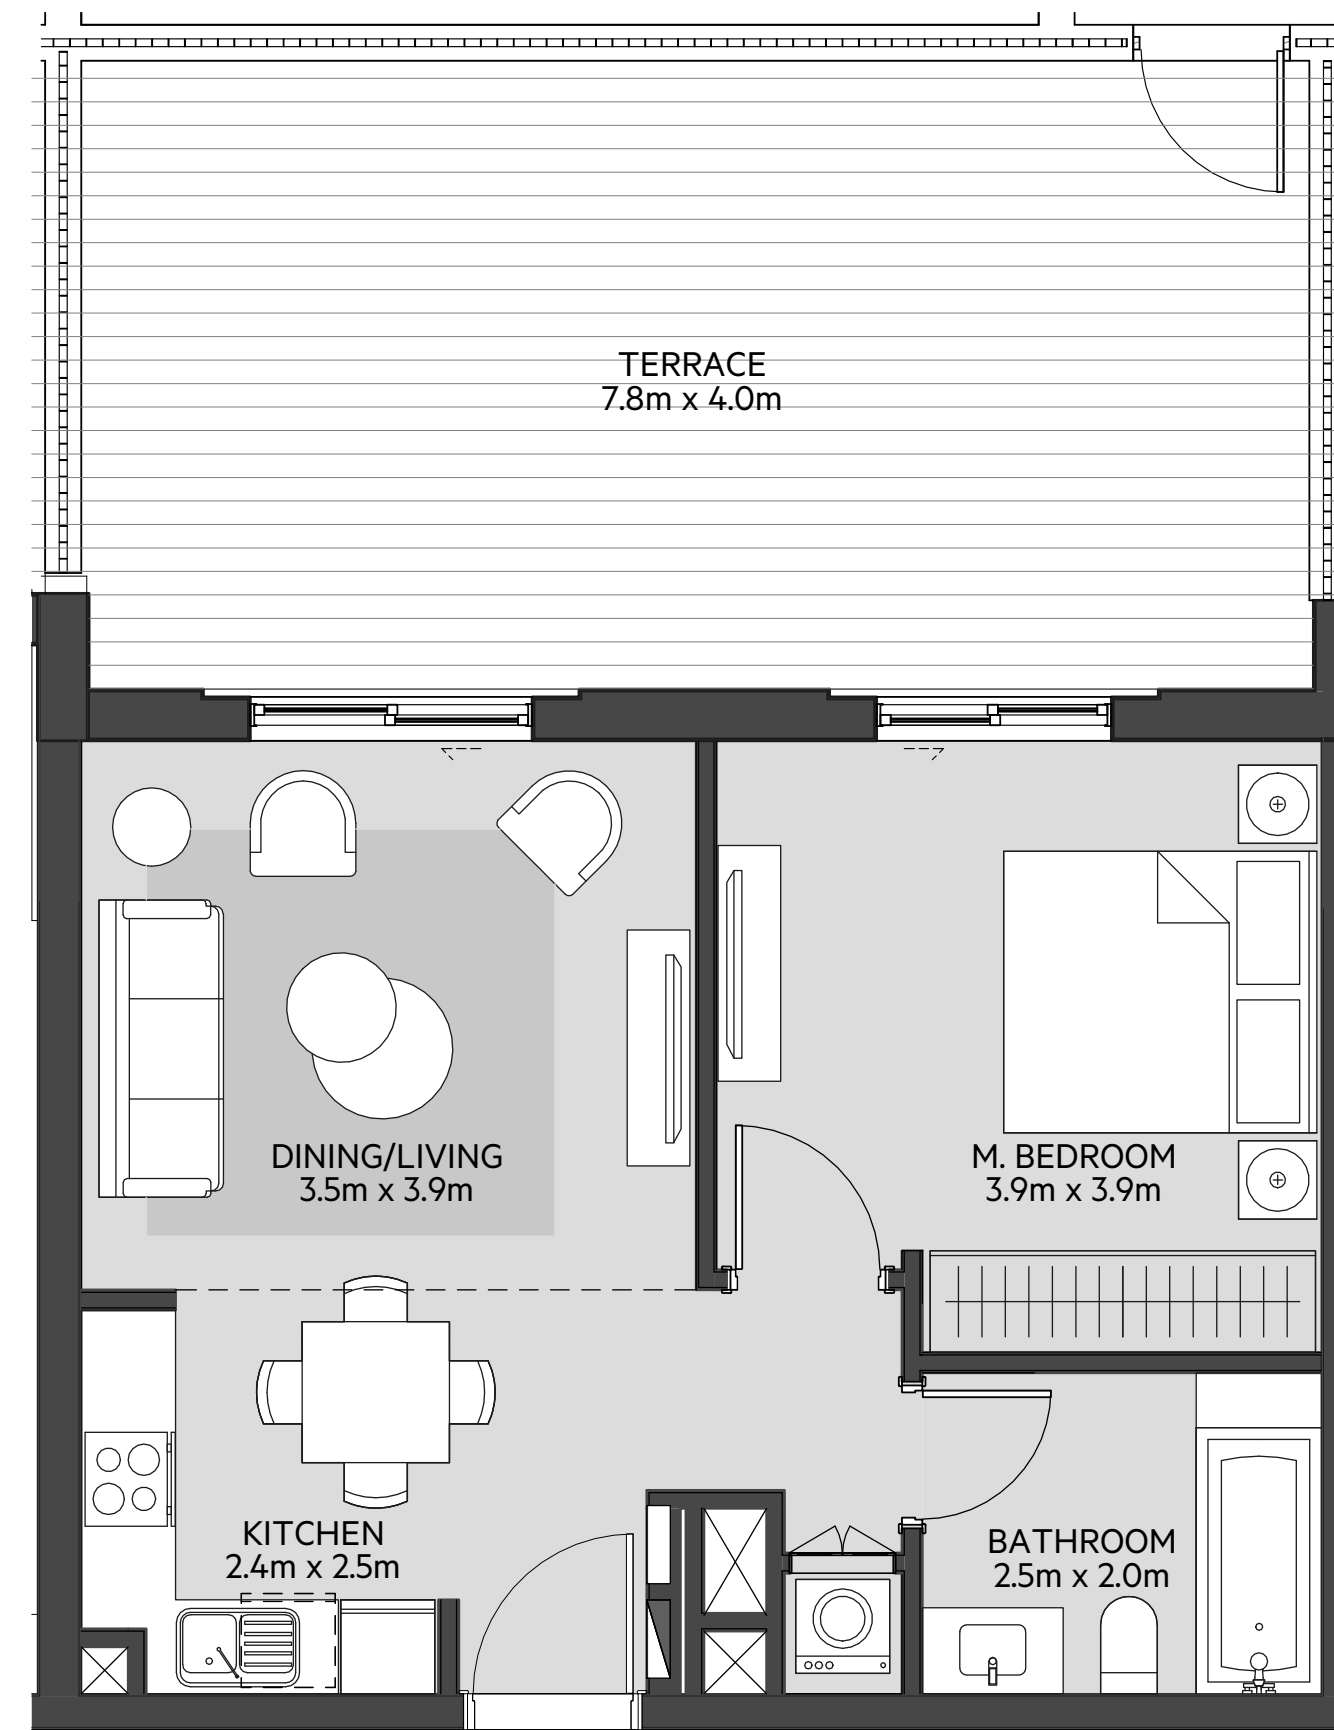 TERRACE
7.8m x 4.0m
DINING/LIVING
3.5m x 3.9m
M. BEDROOM
3.9m x 3.9m
KITCHEN
2.4m x 2.5m
BATHROOM
2.5m x 2.0m